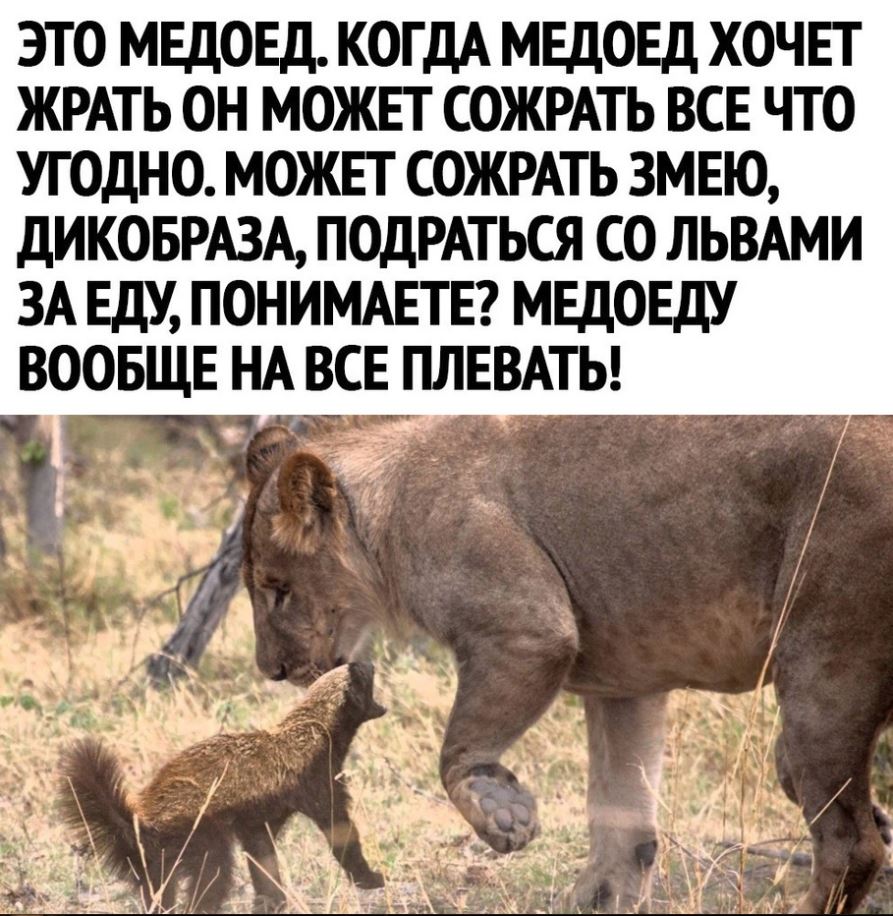 ЭТО МЕДОЕД. КОГДА МЕДОЕД ХОЧЕТ
ЖРАТЬ ОН МОЖЕТ СОЖРАТЬ ВСЕ ЧТО
УГОДНО. МОЖЕТ СОЖРАТЬ ЗМЕЮ,
ДИКОБРАЗА, ПОДРАТЬСЯ СО ЛЬВАМИ
ЗА ЕДУ, ПОНИМАЕТЕ? МЕДОЕДУ
ВООБЩЕ НА ВСЕ ПЛЕВАТЬ!